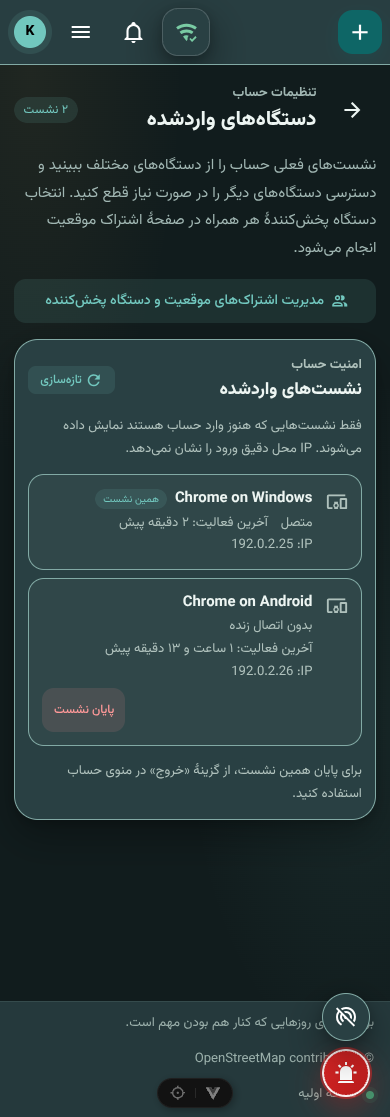 K
تنظیمات حساب
دستگاه‌های واردشده
۲ نشست
نشست‌های فعلی حساب را از دستگاه‌های مختلف ببینید و
دسترسی دستگاه‌های دیگر را در صورت نیاز قطع کنید. انتخاب
دستگاه پخش‌کنندهٔ هر همراه در صفحهٔ اشتراک موقعیت
انجام می‌شود.
مدیریت اشتراک‌های موقعیت و دستگاه پخش‌کننده
امنیت حساب
نشست‌های واردشده
تازه‌سازی
فقط نشست‌هایی که هنوز وارد حساب هستند نمایش داده
می‌شوند. IP محل دقیق ورود را نشان نمی‌دهد.
Chrome on Windows همین نشست
متصل آخرین فعالیت: ۲ دقیقه پیش
IP: 192.0.2.25
Chrome on Android
بدون اتصال زنده
آخرین فعالیت: ۱ ساعت و ۱۳ دقیقه پیش
IP: 192.0.2.26
پایان نشست
برای پایان همین نشست، از گزینهٔ «خروج» در منوی حساب
استفاده کنید.
روزهایی که کنار هم بودن مهم است.
© OpenStreetMap
اولیه